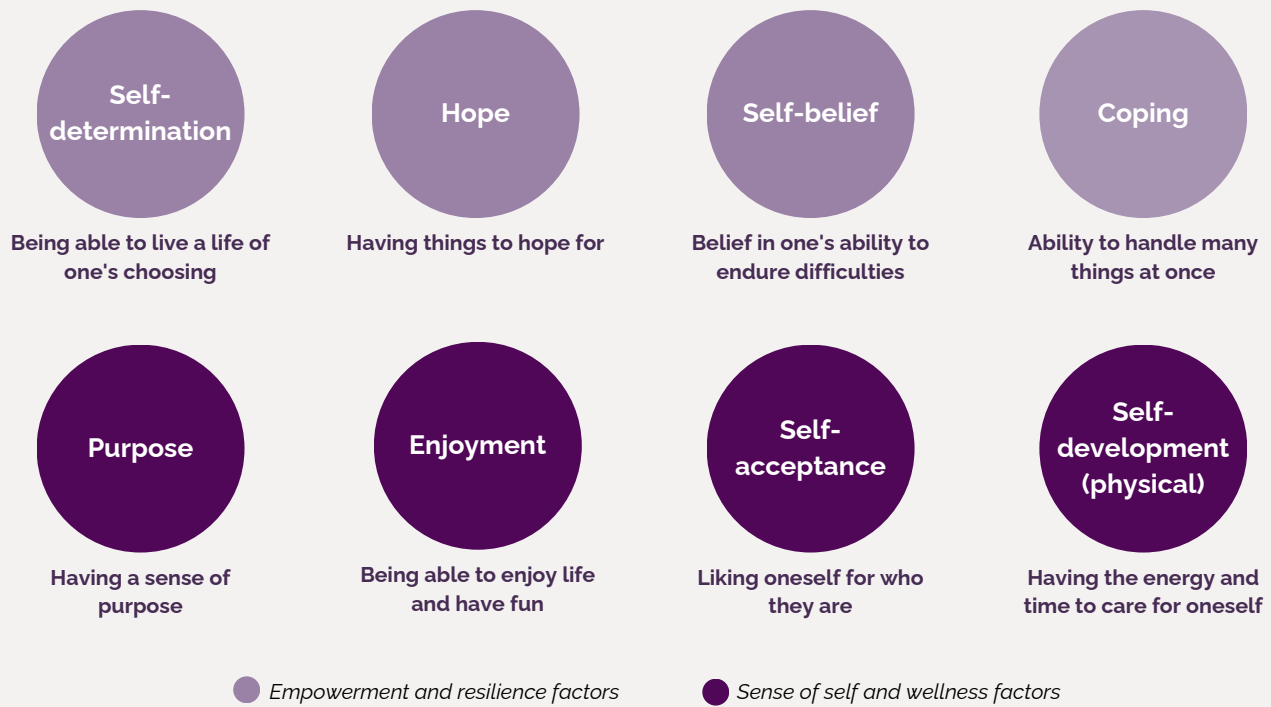 Self-
determination
Hope
Self-belief
Coping
Being able to live a life of
one's choosing
Having things to hope for
Belief in one's ability to
endure difficulties
Ability to handle many
things at once
Purpose
Enjoyment
Self-
acceptance
Self-
development
(physical)
Having a sense of
purpose
Being able to enjoy life
and have fun
Liking oneself for who
they are
Having the energy and
time to care for oneself
Empowerment and resilience factors
Sense of self and wellness factors